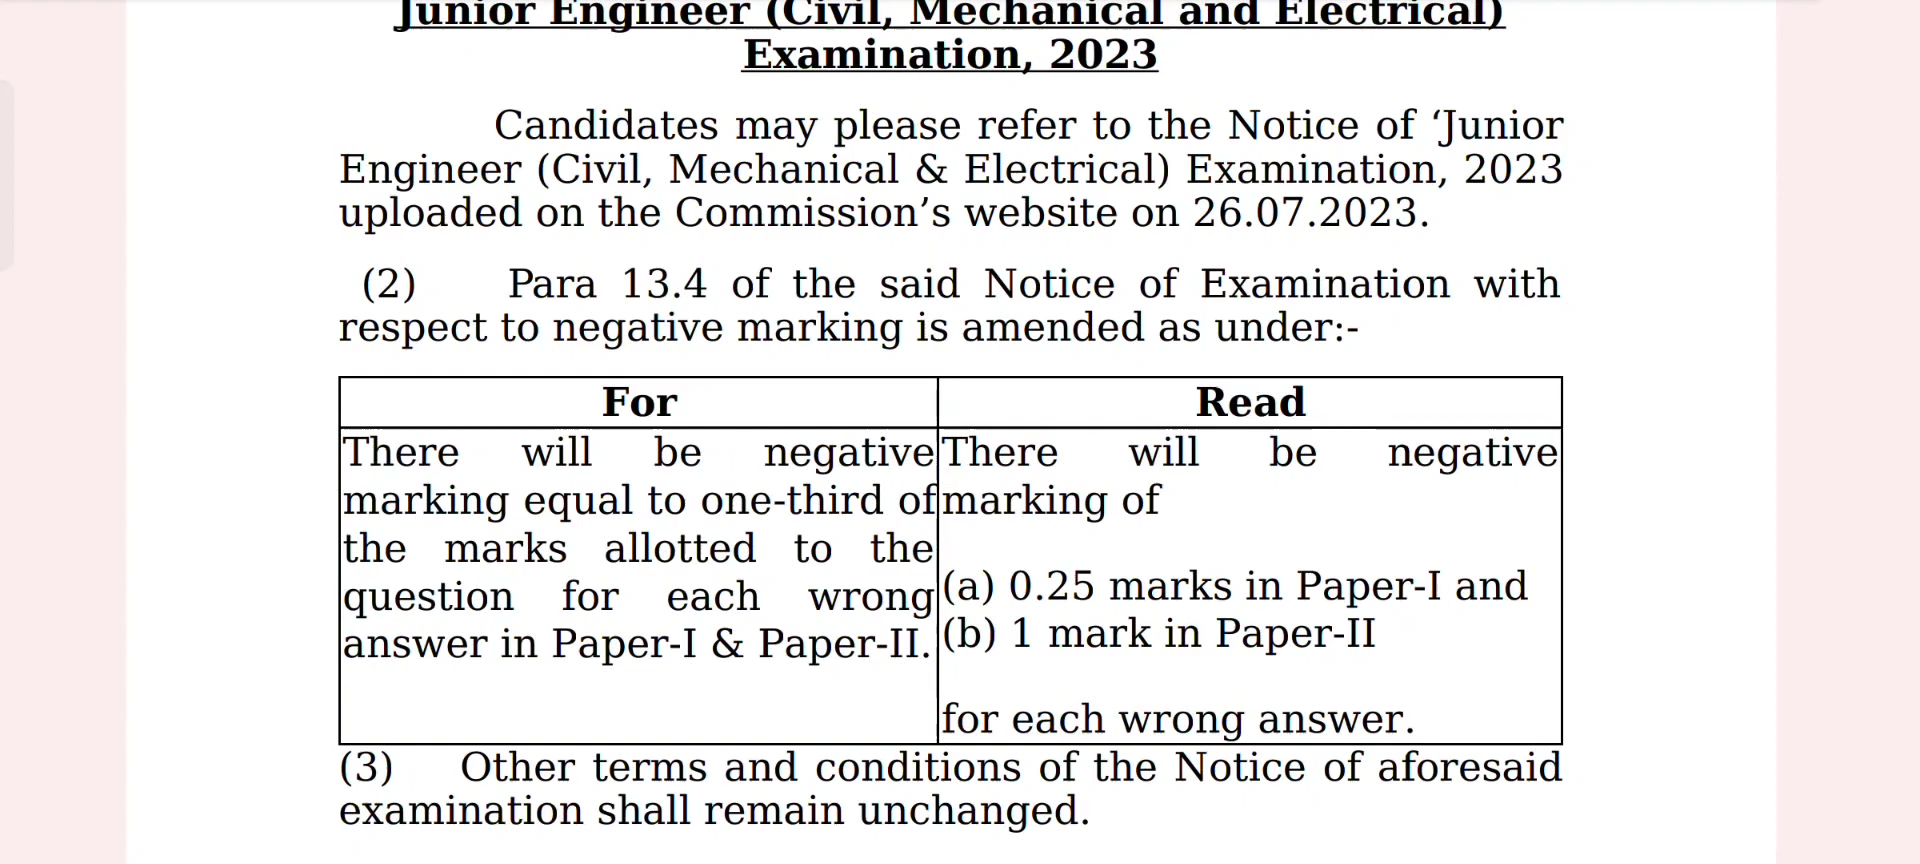 Junior Engineer (Civil, Mechanical and Electrical)
Examination, 2023
Candidates may please refer to the Notice of ‘Junior
Engineer (Civil, Mechanical & Electrical) Examination, 2023
uploaded on the Commission’s website on 26.07.2023.
(2) Para 13.4 of the said Notice of Examination with
respect to negative marking is amended as under:-
For
There will be negative
marking equal to one-third of
the marks allotted to the
question for each wrong
answer in Paper-I & Paper-II.
Read
There will be negative
marking of
(a) 0.25 marks in Paper-I and
(b) 1 mark in Paper-II
for each wrong answer.
(3) Other terms and conditions of the Notice of aforesaid
examination shall remain unchanged.